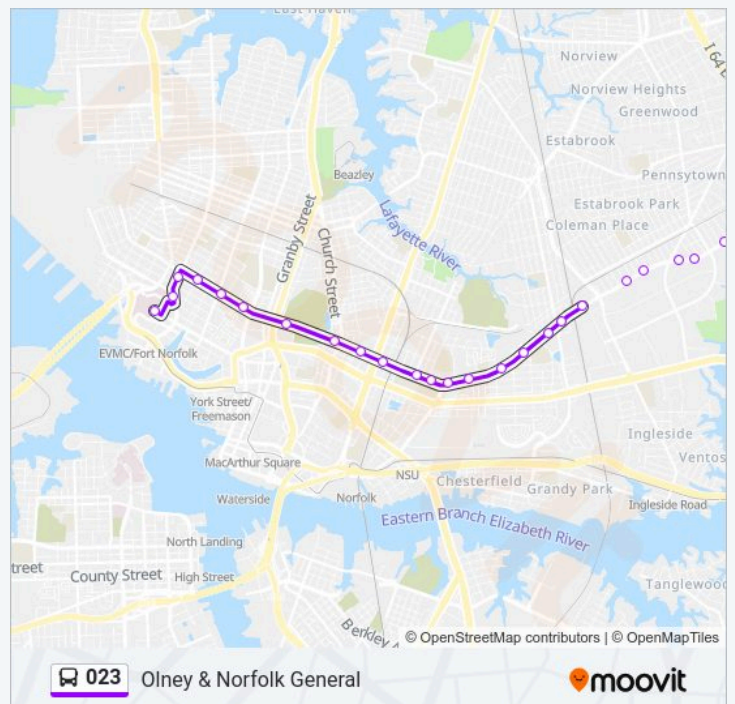 East Haven
Norview
I 64 E
Norview Heights
Greenwood
Estabrook
Beazley
Pennsytown
Lafayette River
Estabrook Park
Granby Street
Church Street
Coleman Place
EVMC/Fort Norfolk
York Street/
Freemason
Ingleside
MacArthur Square
Ventos
NSU
Chesterfield
Grandy Park
Waterside
Norfolk
Ingleside Road
Eastern Branch Elizabeth River
North Landing
treet
County Street
High Street
Tanglewood
Berkley A
© OpenStreetMap contributors | © OpenMapTiles
023 Olney & Norfolk General
moovit